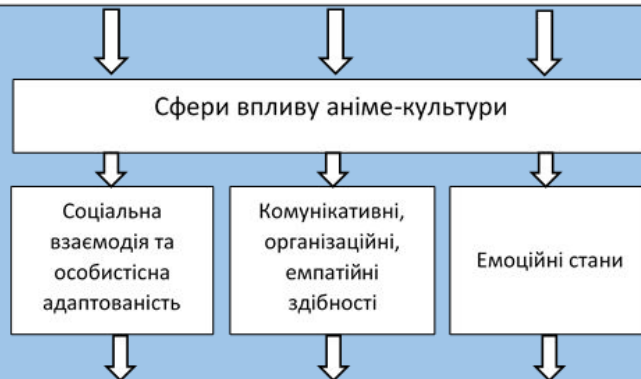 Сфери впливу аніме-культури
Соціальна
взаємодія та
особистісна
адаптованість
Комунікативні,
організаційні,
емпатійні
здібності
Емоційні стани